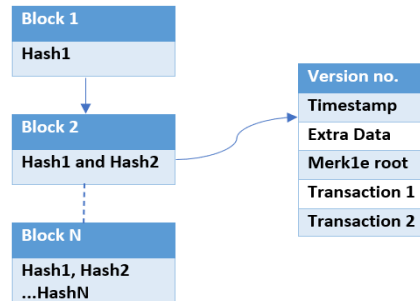 Block 1
Hash1
Block 2
Hash1 and Hash2
Block N
Hash1, Hash2
...HashN
Version no.
Timestamp
Extra Data
Merk1e root
Transaction 1
Transaction 2